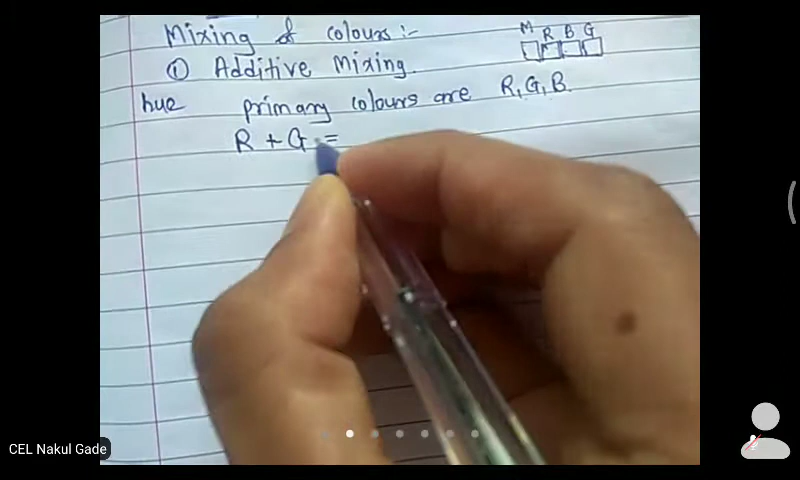 Mixing of colours :-
M R B G
① Additive Mixing.
hue primary colours are R, G, B.
R + G =
CEL Nakul Gade